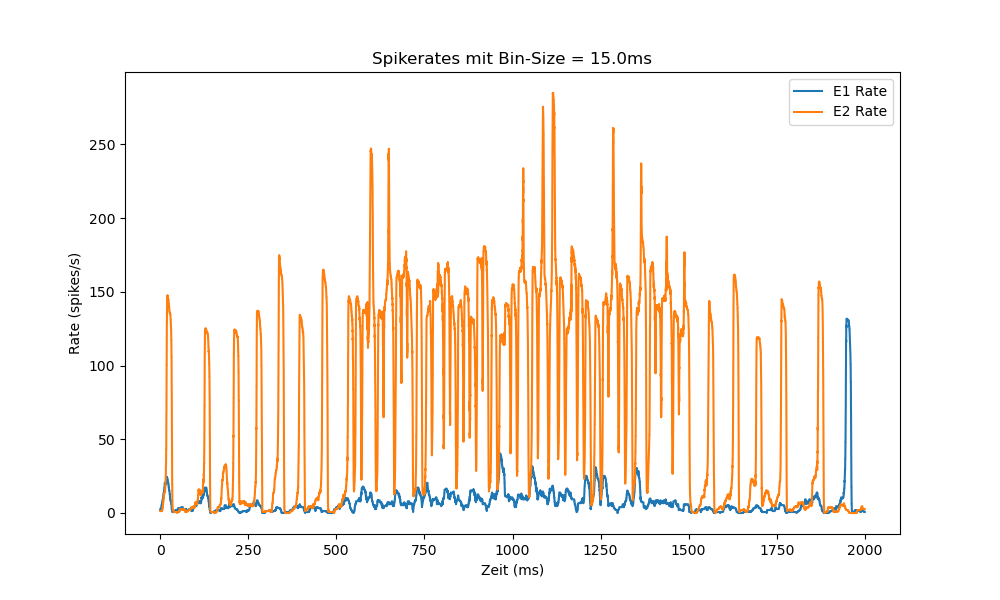 Spikerates mit Bin-Size = 15.0ms
E1 Rate
E2 Rate
250
200
150
100
50
0
Rate (spikes/s)
0 250 500 750 1000 1250 1500 1750 2000
Zeit (ms)